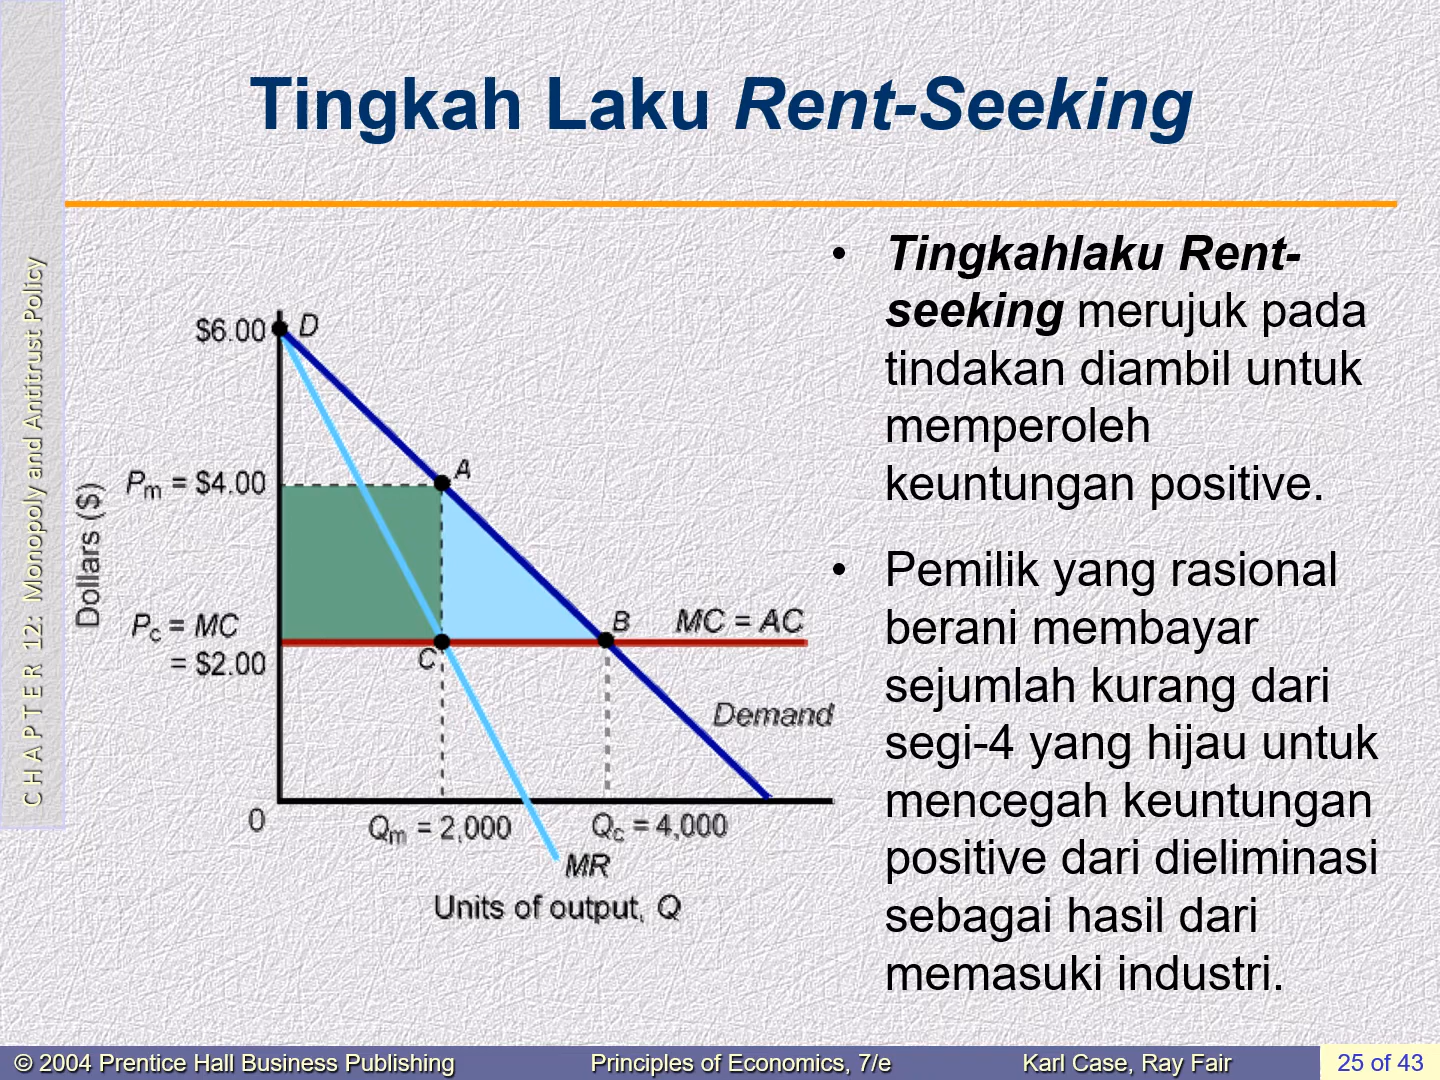 Tingkah Laku Rent-Seeking
CHAPTER 12: Monopoly and Antitrust Policy
$6.00
D
A
Pm = $4.00
Dollars ($)
Pc = MC
= $2.00
B
MC = AC
C
Demand
0
Qm = 2,000
Qc = 4,000
MR
Units of output, Q
• Tingkahlaku Rent-
seeking merujuk pada
tindakan diambil untuk
memperoleh
keuntungan positive.
• Pemilik yang rasional
berani membayar
sejumlah kurang dari
segi-4 yang hijau untuk
mencegah keuntungan
positive dari dieliminasi
sebagai hasil dari
memasuki industri.
© 2004 Prentice Hall Business Publishing
Principles of Economics, 7/e
Karl Case, Ray Fair
25 of 43